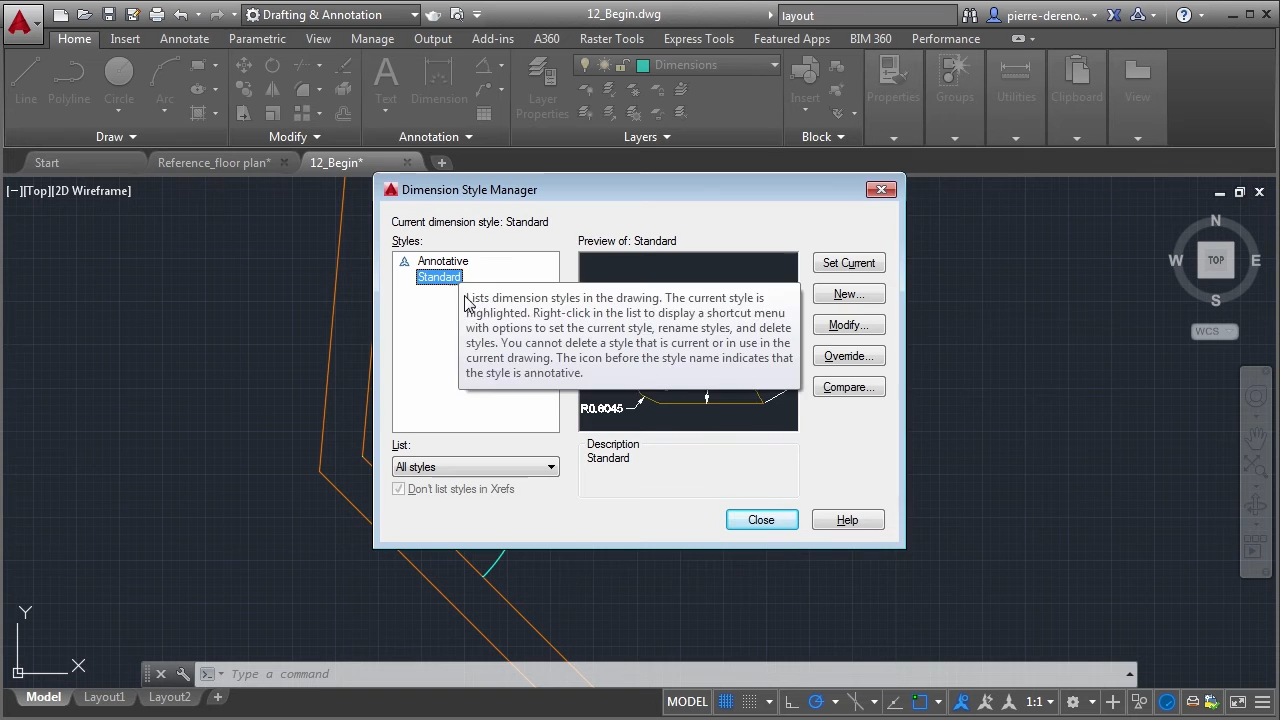 Drafting & Annotation
12_Begin.dwg
layout
pierre-dereno...
Home Insert Annotate Parametric View Manage Output Add-ins A360 Raster Tools Express Tools Featured Apps BIM 360 Performance
Line Polyline Circle Arc
Text Dimension
Layer Properties
Dimensions
Insert
Properties Groups Utilities Clipboard View
Draw Modify Annotation Layers Block
Start Reference_floor plan* 12_Begin*
[−][Top][2D Wireframe]
Dimension Style Manager
Current dimension style: Standard
Styles:
Annotative
Standard
Preview of: Standard
Lists dimension styles in the drawing. The current style is
highlighted. Right-click in the list to display a shortcut menu
with options to set the current style, rename styles, and delete
styles. You cannot delete a style that is current or in use in the
current drawing. The icon before the style name indicates that
the style is annotative.
R0.8045
Set Current
New...
Modify...
Override...
Compare...
List:
All styles
Don't list styles in Xrefs
Description
Standard
Close
Help
N
W TOP E
S
WCS
Y
X
Type a command
Model Layout1 Layout2
MODEL
1:1